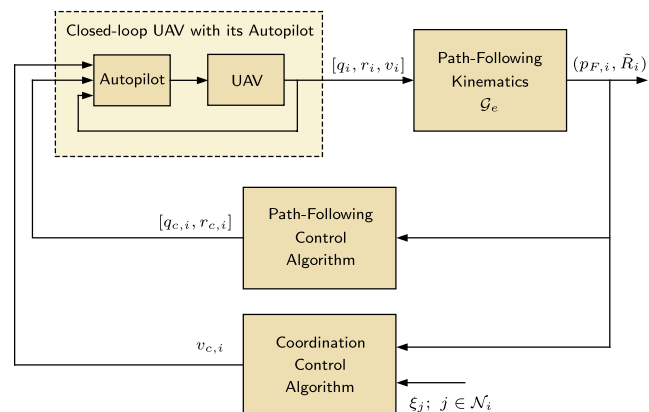 Closed-loop UAV with its Autopilot
Autopilot
UAV
[q_i, r_i, v_i]
Path-Following
Kinematics
𝒢_e
(p_{F,i}, R̃_i)
[q_{c,i}, r_{c,i}]
Path-Following
Control
Algorithm
v_{c,i}
Coordination
Control
Algorithm
ξ_j; j ∈ 𝒩_i